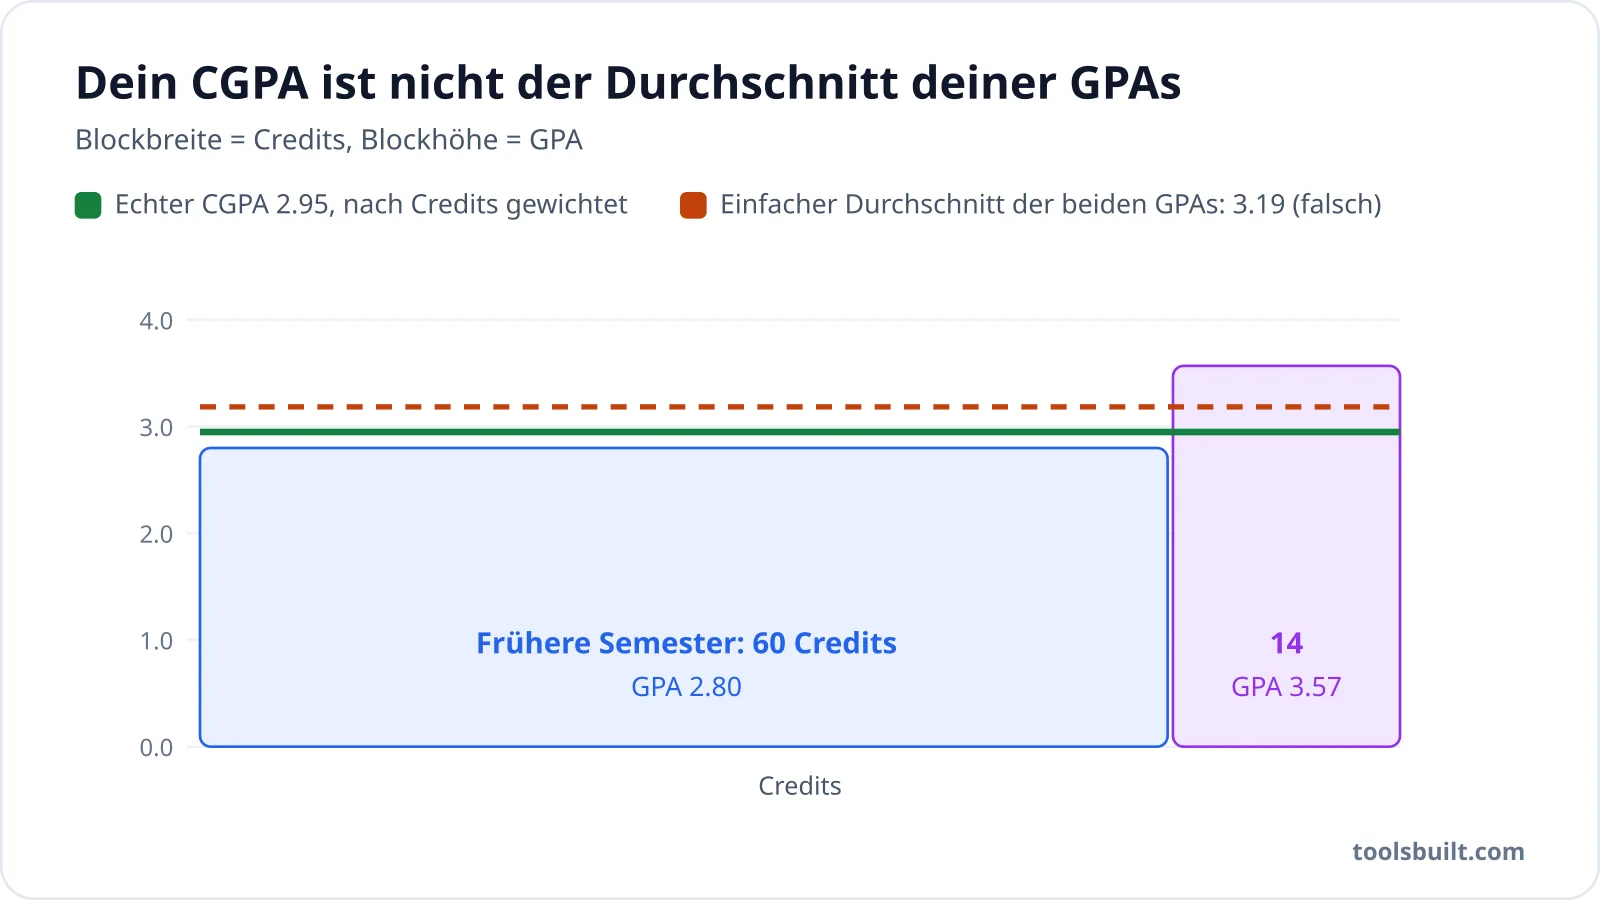 Dein CGPA ist nicht der Durchschnitt deiner GPAs
Blockbreite = Credits, Blockhöhe = GPA
Echter CGPA 2.95, nach Credits gewichtet
Einfacher Durchschnitt der beiden GPAs: 3.19 (falsch)
4.0
3.0
2.0
1.0
0.0
Frühere Semester: 60 Credits
GPA 2.80
14
GPA 3.57
Credits
toolsbuilt.com